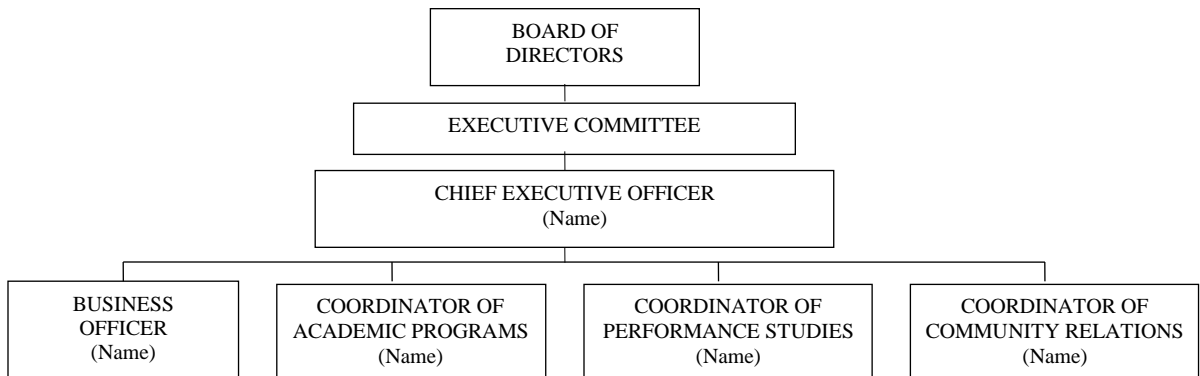 BOARD OF
DIRECTORS
EXECUTIVE COMMITTEE
CHIEF EXECUTIVE OFFICER
(Name)
BUSINESS
OFFICER
(Name)
COORDINATOR OF
ACADEMIC PROGRAMS
(Name)
COORDINATOR OF
PERFORMANCE STUDIES
(Name)
COORDINATOR OF
COMMUNITY RELATIONS
(Name)